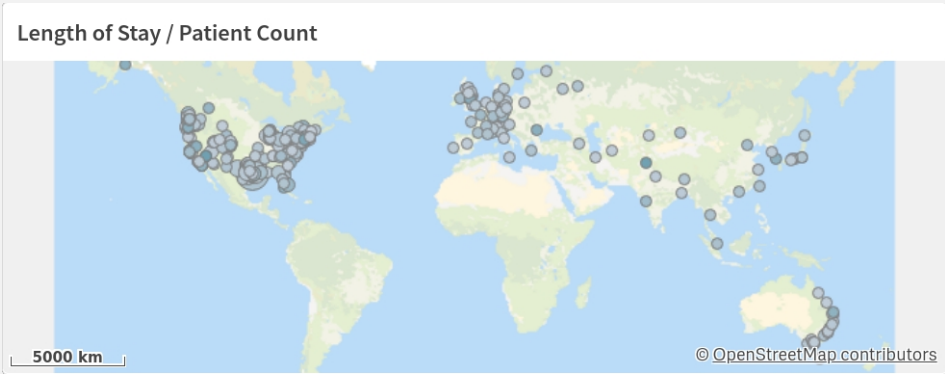 Length of Stay / Patient Count
5000 km
© OpenStreetMap contributors